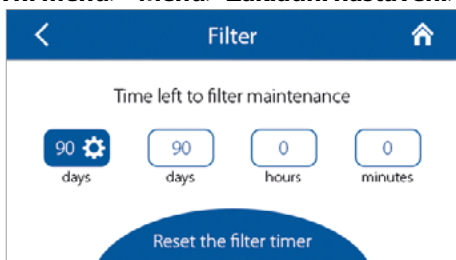 Filter
Time left to filter maintenance
90 90 0 0
days days hours minutes
Reset the filter timer